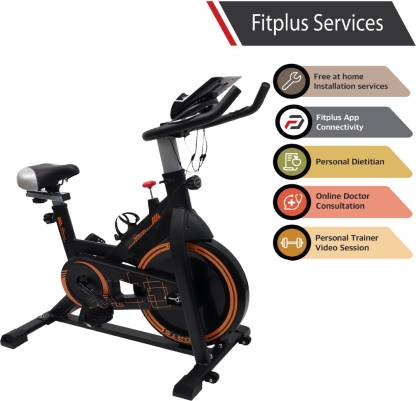 Fitplus Services
Free at home
Installation services
Fitplus App
Connectivity
Personal Dietitian
Online Doctor
Consultation
Personal Trainer
Video Session